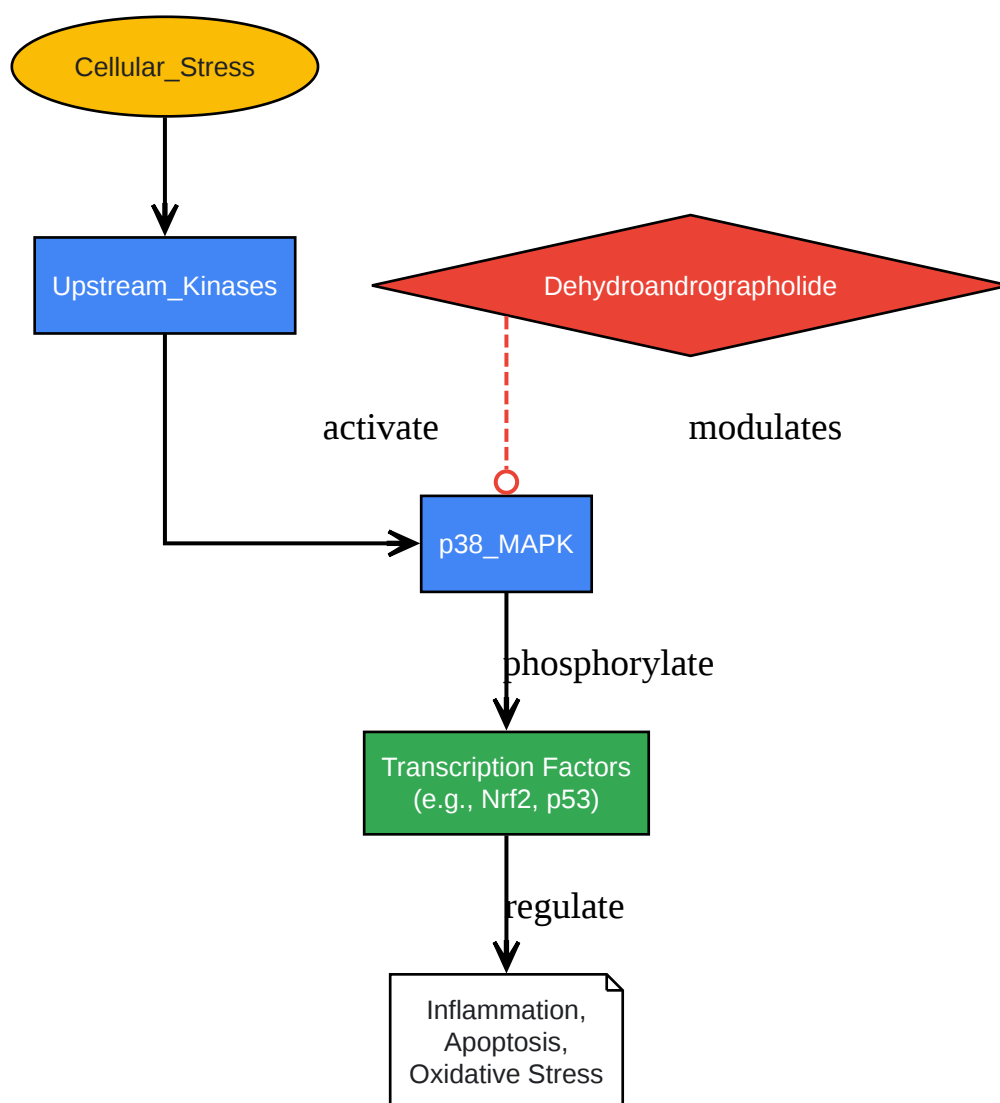 Cellular_Stress
Upstream_Kinases
Dehydroandrographolide
activate
modulates
p38_MAPK
phosphorylate
Transcription Factors
(e.g., Nrf2, p53)
regulate
Inflammation,
Apoptosis,
Oxidative Stress